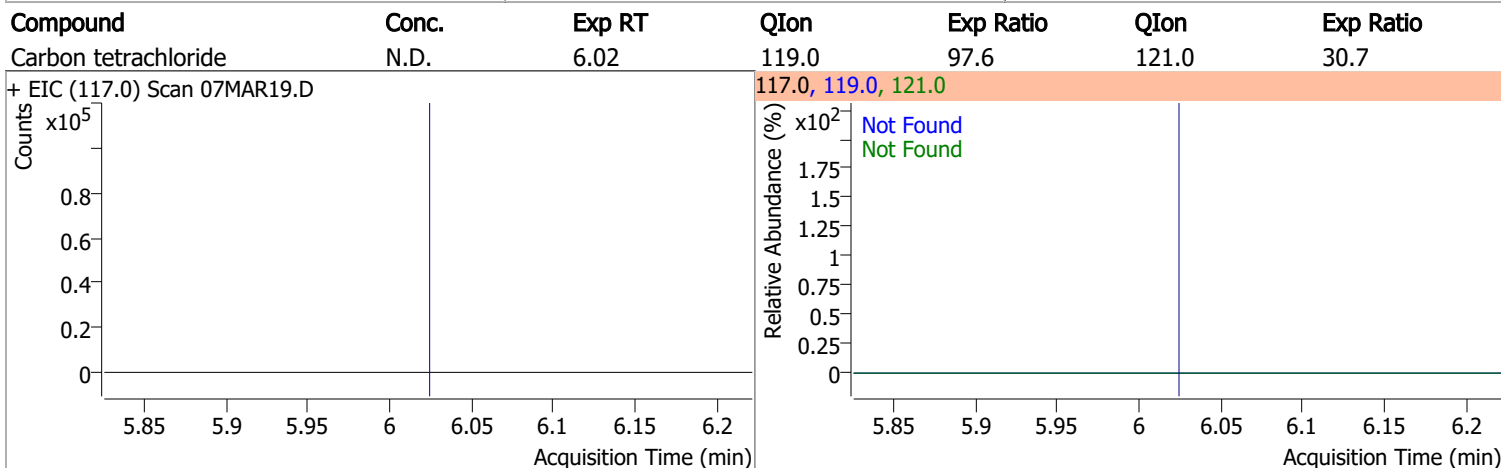 Compound Conc. Exp RT QIon Exp Ratio QIon Exp Ratio
Carbon tetrachloride N.D. 6.02 119.0 97.6 121.0 30.7
+ EIC (117.0) Scan 07MAR19.D
Counts
x10⁵
0.8
0.6
0.4
0.2
0
5.85 5.9 5.95 6 6.05 6.1 6.15 6.2
Acquisition Time (min)
117.0, 119.0, 121.0
Relative Abundance (%)
x10²
Not Found
Not Found
1.75
1.5
1.25
1
0.75
0.5
0.25
0
5.85 5.9 5.95 6 6.05 6.1 6.15 6.2
Acquisition Time (min)